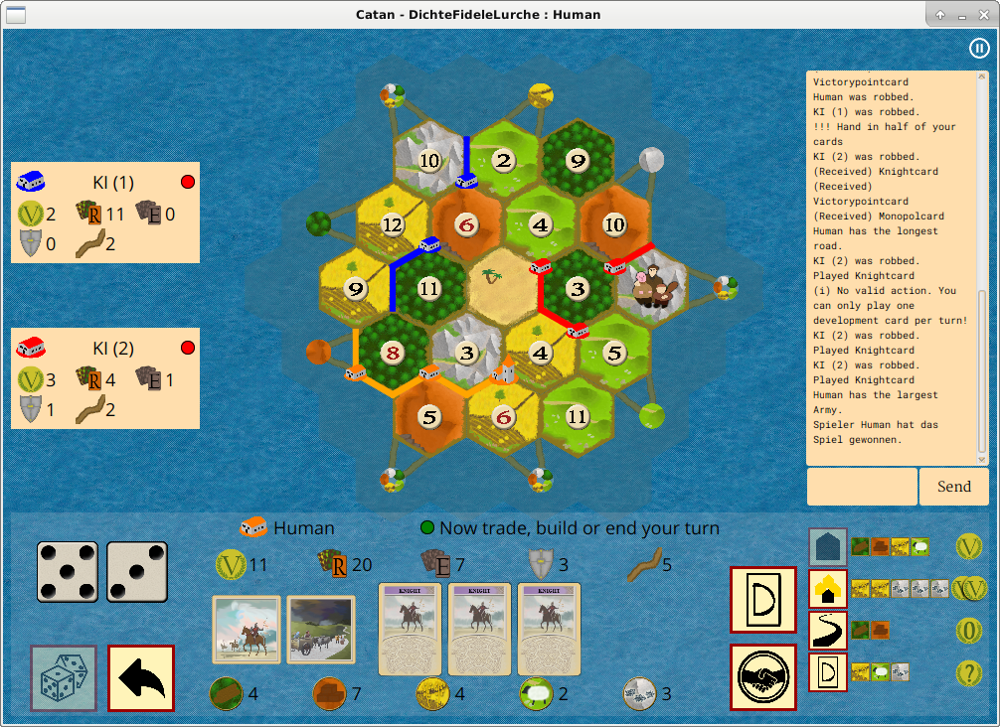 Catan - DichteFideleLurche : Human
Victorypointcard
Human was robbed.
KI (1) was robbed.
!!! Hand in half of your
cards
KI (2) was robbed.
(Received) Knightcard
(Received)
Victorypointcard
(Received) Monopolcard
Human has the longest
road.
KI (2) was robbed.
Played Knightcard
(i) No valid action. You
can only play one
development card per turn!
KI (2) was robbed.
Played Knightcard
KI (2) was robbed.
Played Knightcard
Human has the largest
Army.
Spieler Human hat das
Spiel gewonnen.
Send
KI (1)
V 2 R 11 E 0
0 2
KI (2)
V 3 R 4 E 1
1 2
10 2 9
12 6 4 10
9 11 3
8 3 4 5
5 6 11
Human Now trade, build or end your turn
V 11 R 20 E 7 3 5
KNIGHT KNIGHT KNIGHT
4 7 4 2 3
D
V
V
0
D ?